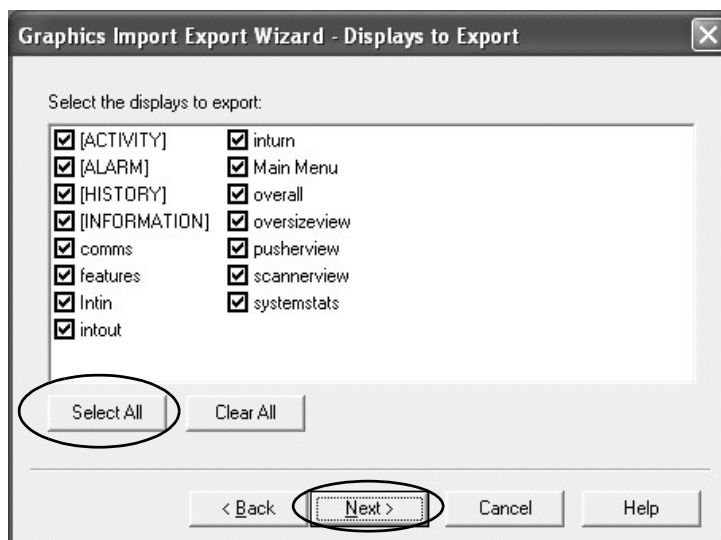 Graphics Import Export Wizard - Displays to Export
Select the displays to export:
[ACTIVITY]
[ALARM]
[HISTORY]
[INFORMATION]
comms
features
Intin
intout
inturn
Main Menu
overall
oversizeview
pusherview
scannerview
systemstats
Select All
Clear All
< Back
Next >
Cancel
Help